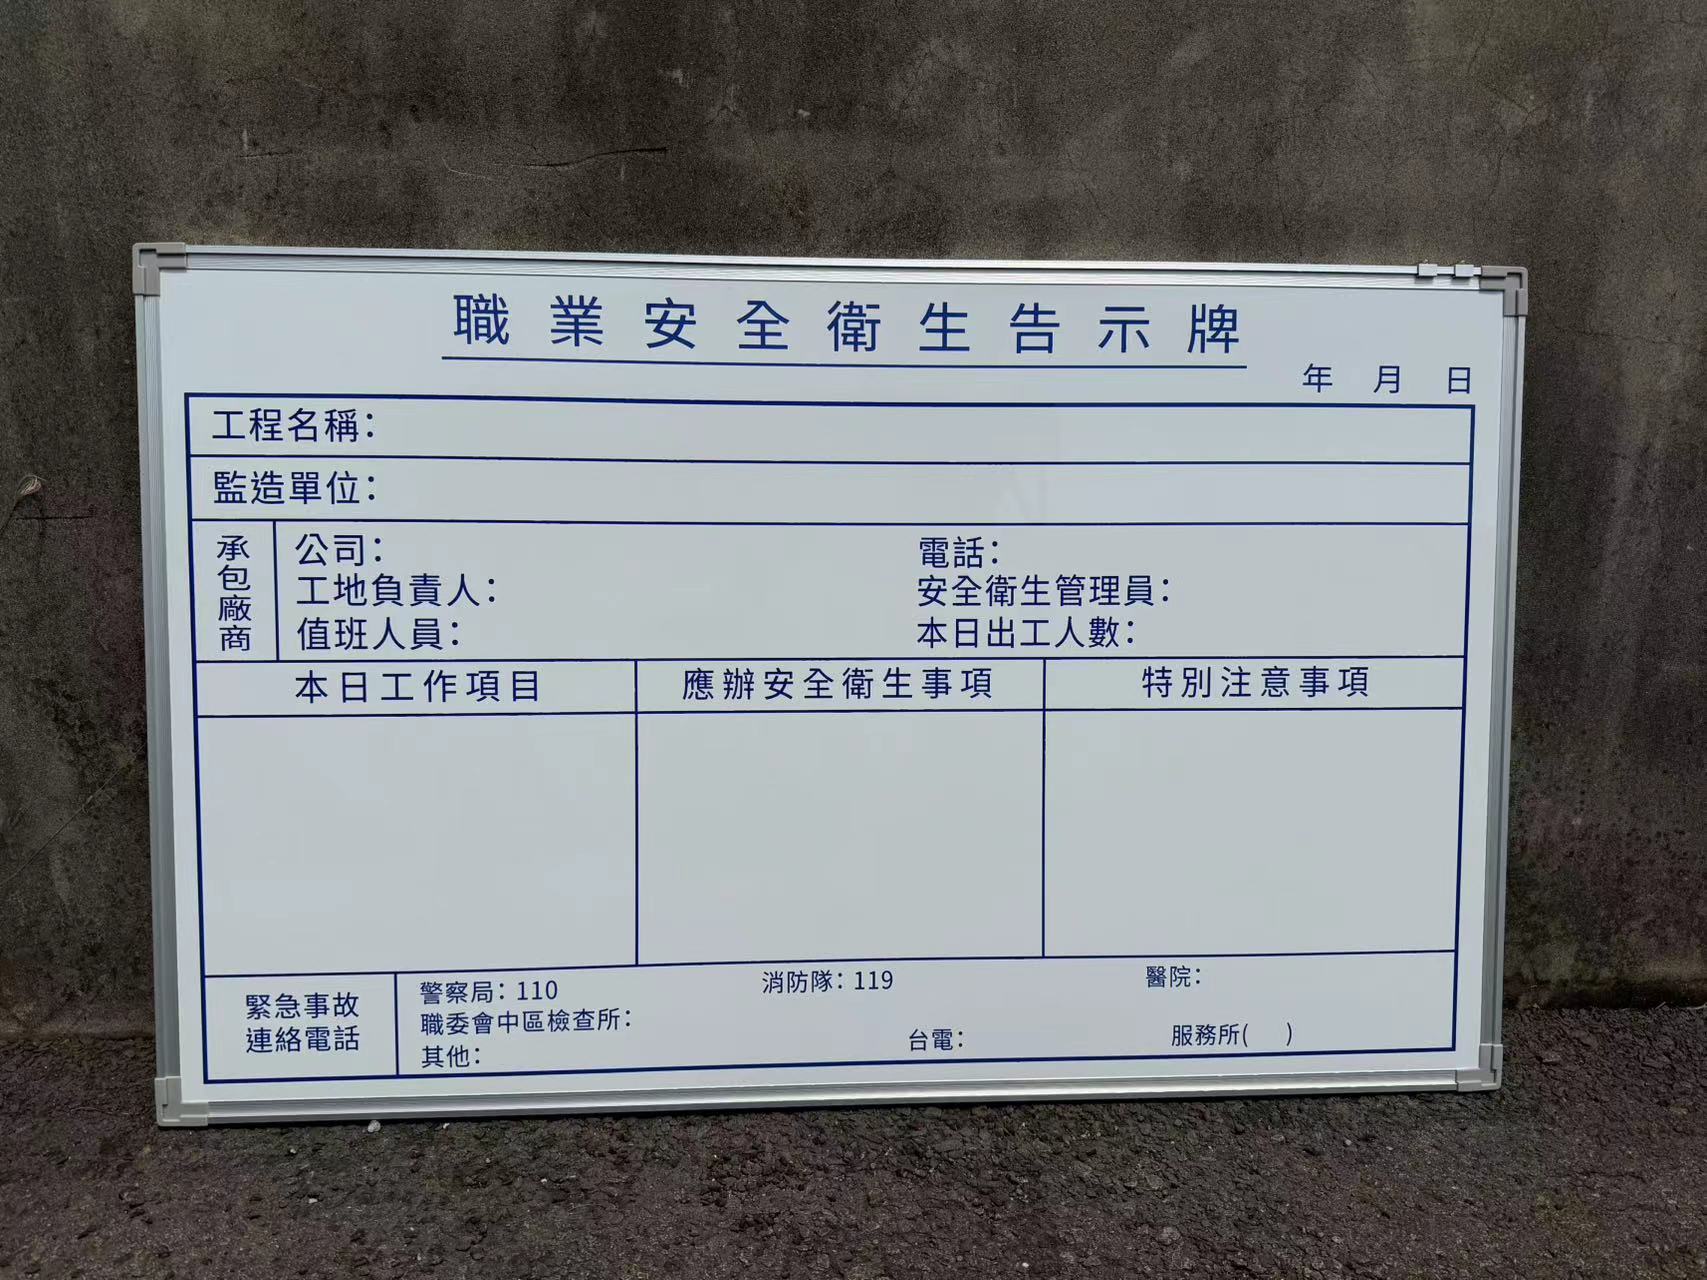 職業安全衛生告示牌
年 月 日
工程名稱：
監造單位：
承包廠商
公司： 電話：
工地負責人： 安全衛生管理員：
值班人員： 本日出工人數：
本日工作項目 應辦安全衛生事項 特別注意事項
緊急事故
連絡電話
警察局：110 消防隊：119 醫院：
職委會中區檢查所：
其他： 台電： 服務所( )